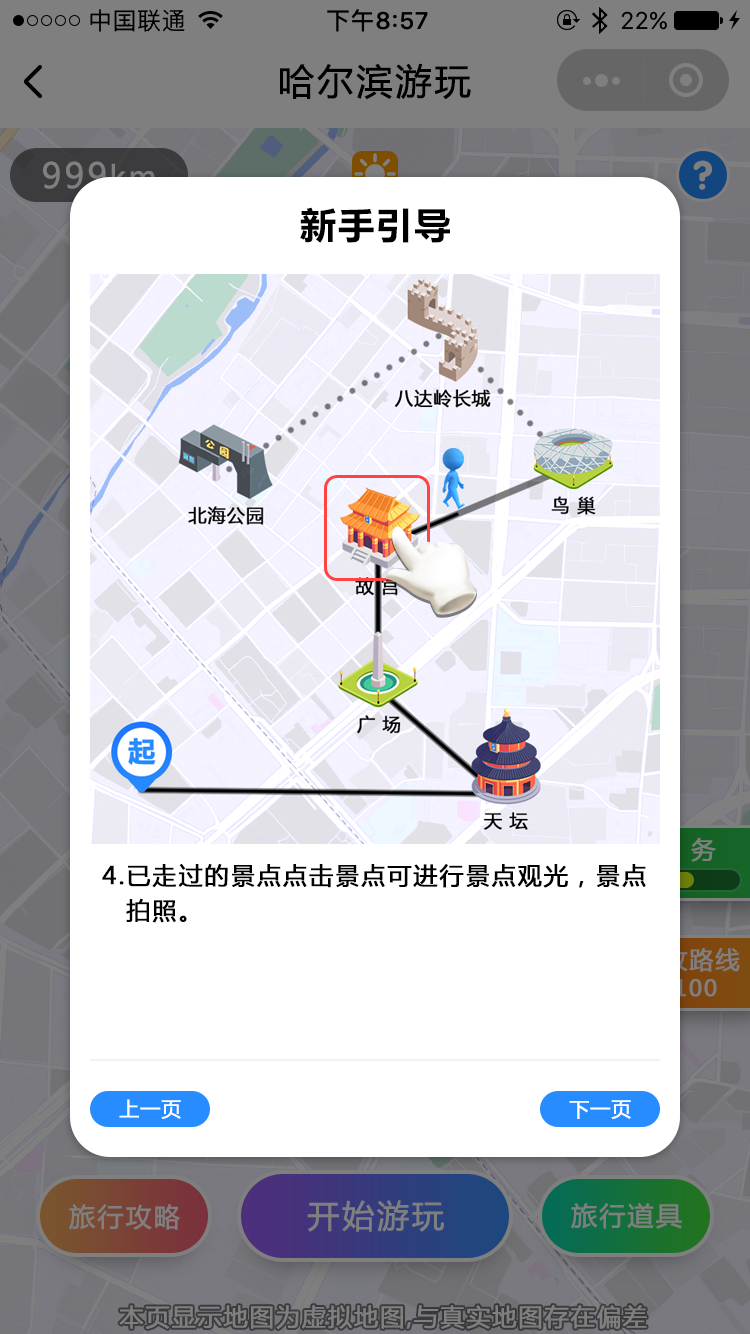 中国联通
下午8:57
22%
哈尔滨游玩
999km
?
新手引导
八达岭长城
公园
北海公园
鸟巢
故宫
广场
起
天坛
务
4.已走过的景点点击景点可进行景点观光，景点
拍照。
路线
100
上一页
下一页
旅行攻略
开始游玩
旅行道具
本页显示地图为虚拟地图,与真实地图存在偏差